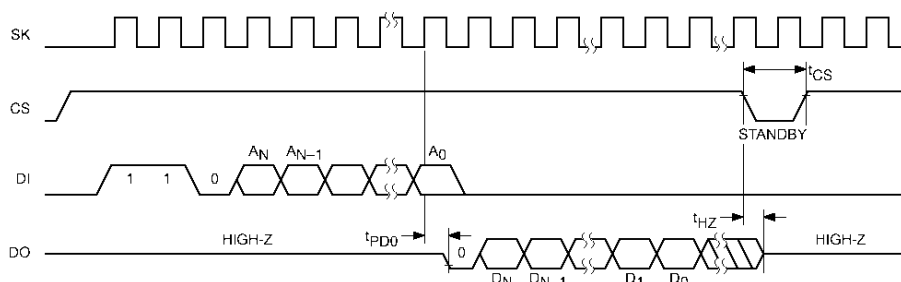 SK
CS
tCS
STANDBY
DI
1 1 0 AN AN–1 A0
DO
HIGH-Z
tPD0
0
DN DN–1 D1 D0
tHZ
HIGH-Z